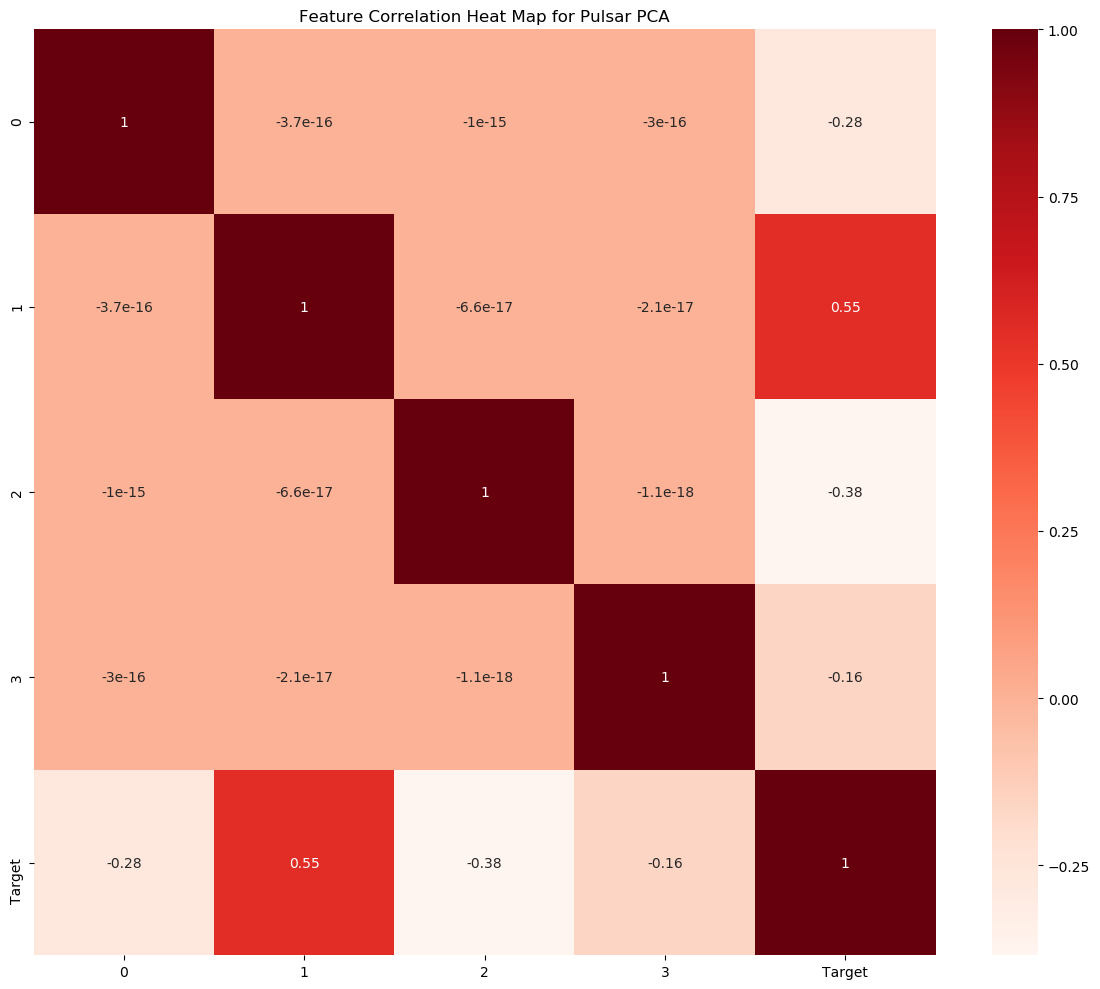 Feature Correlation Heat Map for Pulsar PCA
0 1 -3.7e-16 -1e-15 -3e-16 -0.28
1 -3.7e-16 1 -6.6e-17 -2.1e-17 0.55
2 -1e-15 -6.6e-17 1 -1.1e-18 -0.38
3 -3e-16 -2.1e-17 -1.1e-18 1 -0.16
Target -0.28 0.55 -0.38 -0.16 1
0 1 2 3 Target
1.00
0.75
0.50
0.25
0.00
−0.25